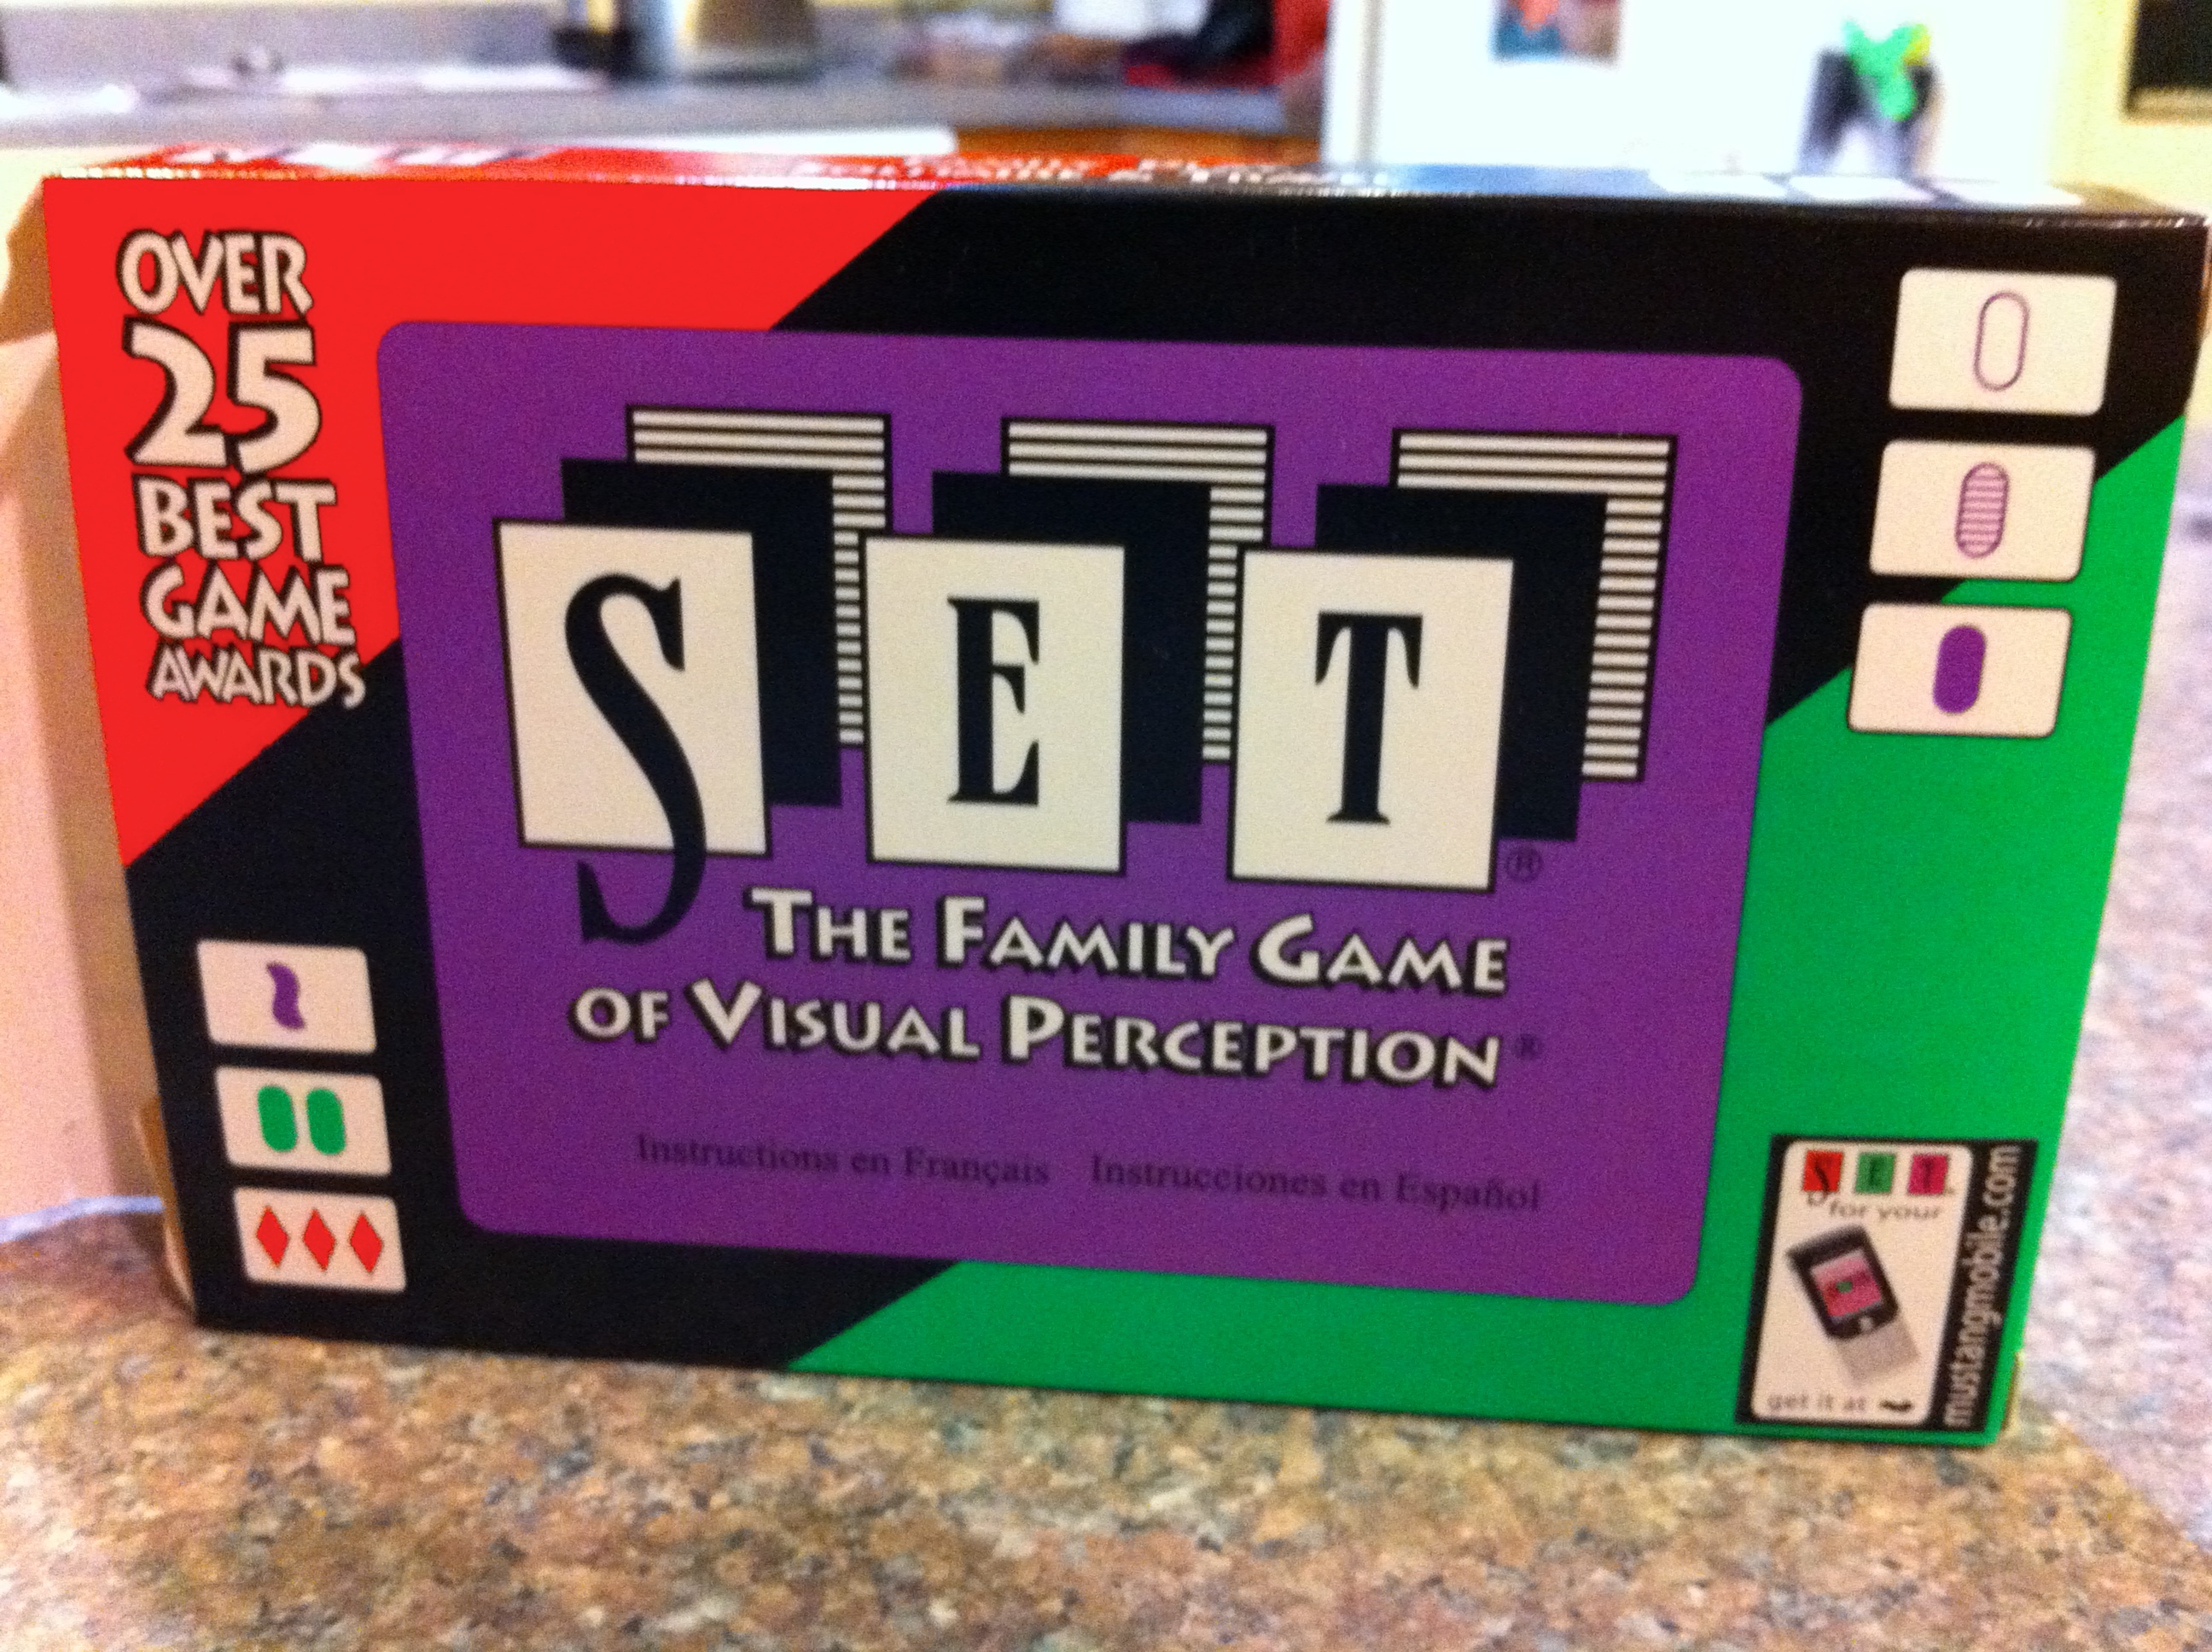 OVER
25
BEST
GAME
AWARDS
SET®
THE FAMILY GAME
OF VISUAL PERCEPTION®
Instructions en Français Instrucciones en Español
SET
for your
get it at
mustangmobile.com